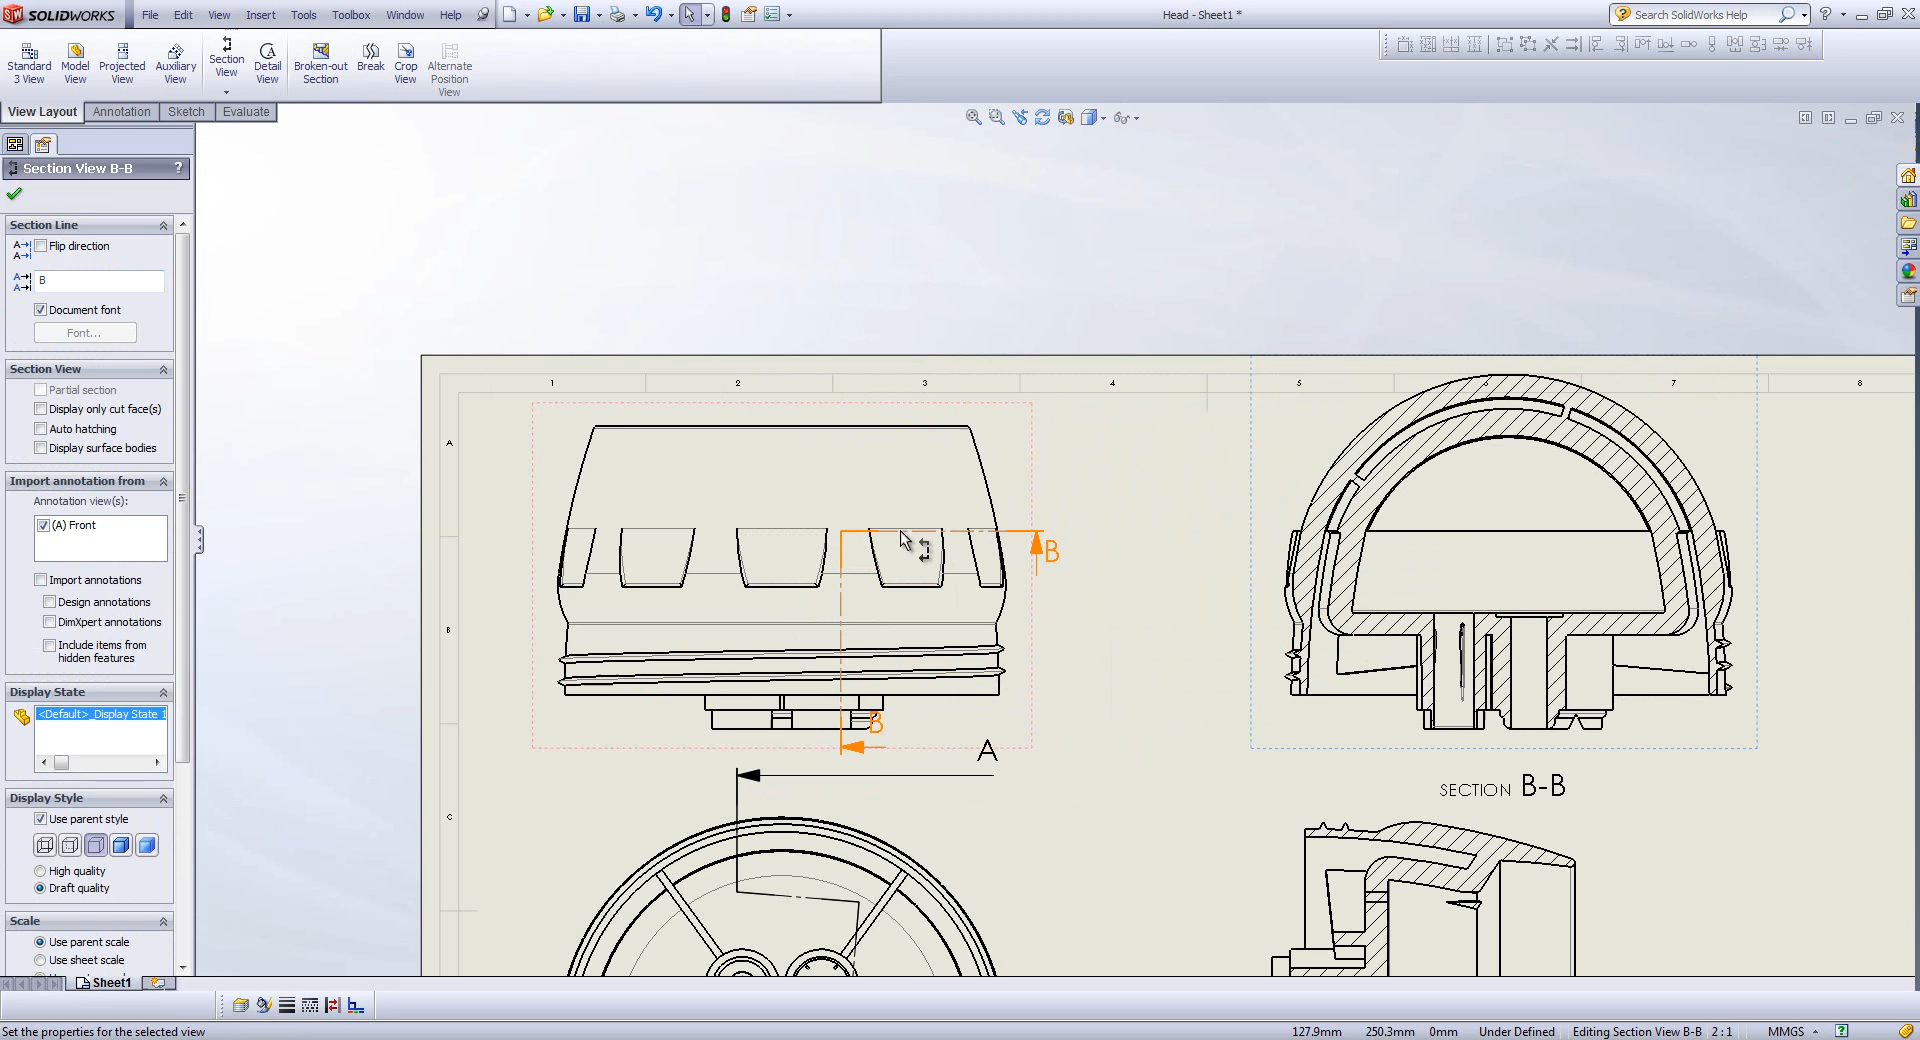 SW SOLIDWORKS File Edit View Insert Tools Toolbox Window Help Head - Sheet1 * Search SolidWorks Help
Standard 3 View
Model View
Projected View
Auxiliary View
Section View
Detail View
Broken-out Section
Break
Crop View
Alternate Position View
View Layout Annotation Sketch Evaluate
Section View B-B ?
Section Line
Flip direction
B
Document font
Font...
Section View
Partial section
Display only cut face(s)
Auto hatching
Display surface bodies
Import annotation from
Annotation view(s):
(A) Front
Import annotations
Design annotations
DimXpert annotations
Include items from
hidden features
Display State
<Default>_Display State 1
Display Style
Use parent style
High quality
Draft quality
Scale
Use parent scale
Use sheet scale
1 2 3 4 5 6 7 8
A
B
C
B
B
A
SECTION B-B
Sheet1
Set the properties for the selected view 127.9mm 250.3mm 0mm Under Defined Editing Section View B-B 2 : 1 MMGS